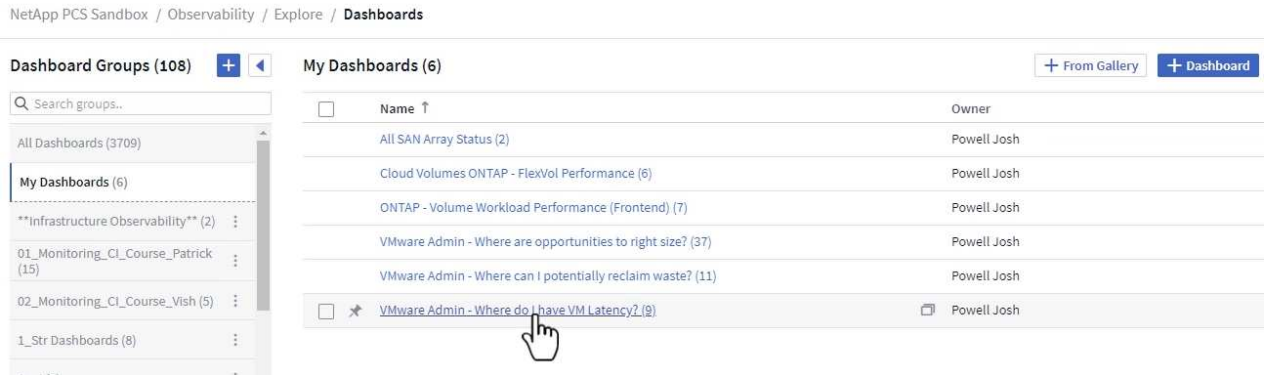 NetApp PCS Sandbox / Observability / Explore / Dashboards
Dashboard Groups (108)
Search groups..
All Dashboards (3709)
My Dashboards (6)
**Infrastructure Observability** (2)
01_Monitoring_CI_Course_Patrick
(15)
02_Monitoring_CI_Course_Vish (5)
1_Str Dashboards (8)
My Dashboards (6)
+ From Gallery
+ Dashboard
Name ↑ Owner
All SAN Array Status (2) Powell Josh
Cloud Volumes ONTAP - FlexVol Performance (6) Powell Josh
ONTAP - Volume Workload Performance (Frontend) (7) Powell Josh
VMware Admin - Where are opportunities to right size? (37) Powell Josh
VMware Admin - Where can I potentially reclaim waste? (11) Powell Josh
VMware Admin - Where do I have VM Latency? (9) Powell Josh